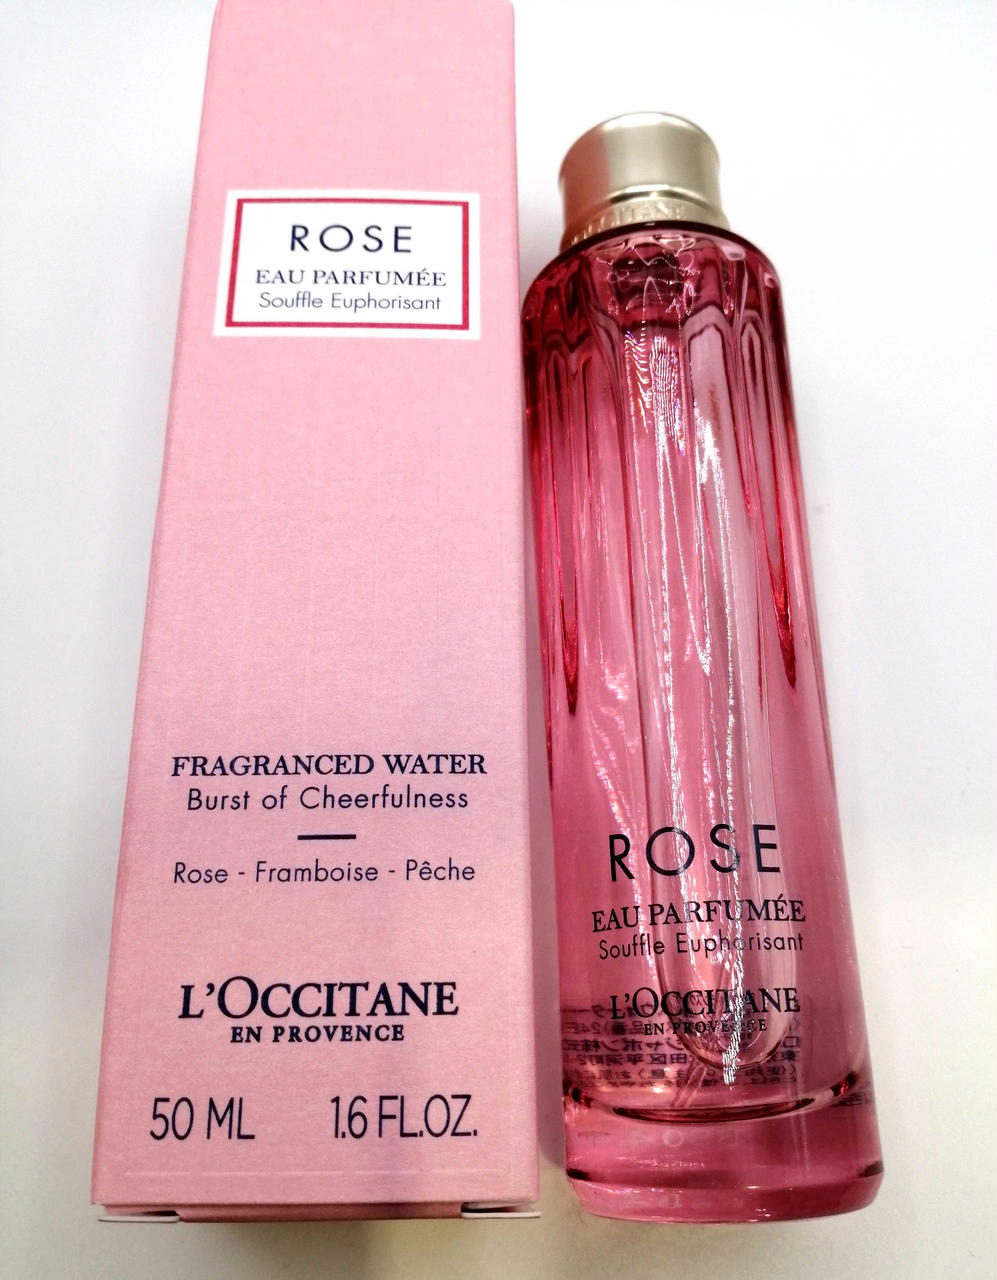 ROSE
EAU PARFUMÉE
Souffle Euphorisant
FRAGRANCED WATER
Burst of Cheerfulness
Rose - Framboise - Pêche
L'OCCITANE
EN PROVENCE
50 ML 1.6 FL.OZ.
L'OCCITANE
ROSE
EAU PARFUMÉE
Souffle Euphorisant
L'OCCITANE
EN PROVENCE